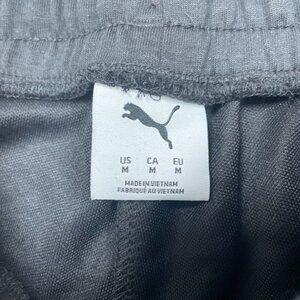 US CA EU
M M M
MADE IN VIETNAM
FABRIQUÉ AU VIETNAM